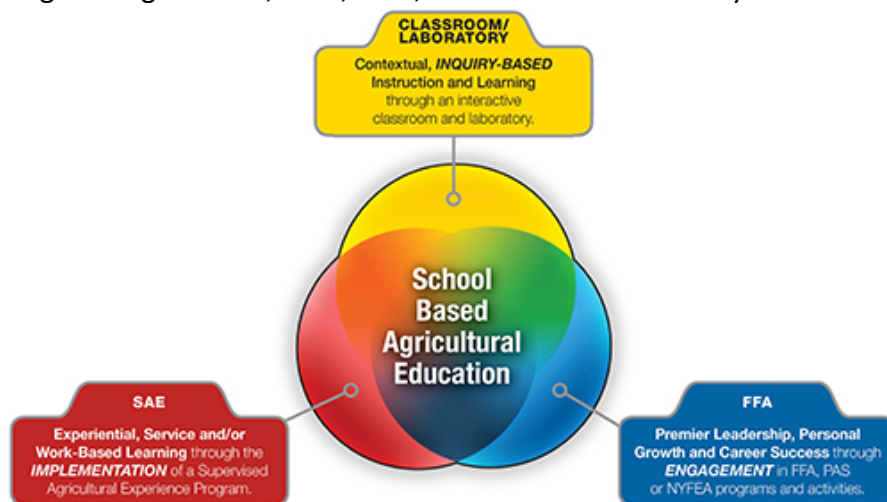 CLASSROOM/
LABORATORY
Contextual, INQUIRY-BASED
Instruction and Learning
through an interactive
classroom and laboratory.
School
Based
Agricultural
Education
SAE
Experiential, Service and/or
Work-Based Learning through the
IMPLEMENTATION of a Supervised
Agricultural Experience Program.
FFA
Premier Leadership, Personal
Growth and Career Success through
ENGAGEMENT in FFA, PAS
or NYFEA programs and activities.